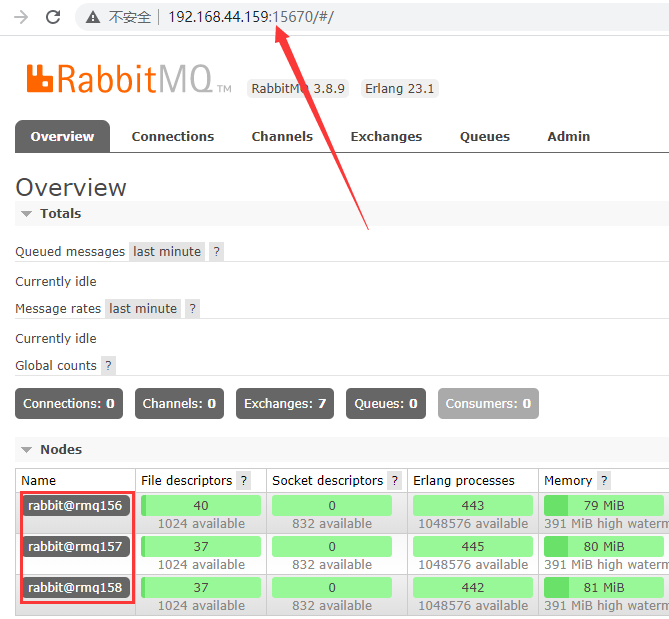 不安全 | 192.168.44.159:15670/#/
RabbitMQ TM RabbitMQ 3.8.9 Erlang 23.1
Overview Connections Channels Exchanges Queues Admin
Overview
Totals
Queued messages last minute ?
Currently idle
Message rates last minute ?
Currently idle
Global counts ?
Connections: 0 Channels: 0 Exchanges: 7 Queues: 0 Consumers: 0
Nodes
Name File descriptors ? Socket descriptors ? Erlang processes Memory ?
rabbit@rmq156 40 0 443 79 MiB
1024 available 832 available 1048576 available 391 MiB high waterm
rabbit@rmq157 37 0 445 80 MiB
1024 available 832 available 1048576 available 391 MiB high waterm
rabbit@rmq158 37 0 442 81 MiB
1024 available 832 available 1048576 available 391 MiB high waterm